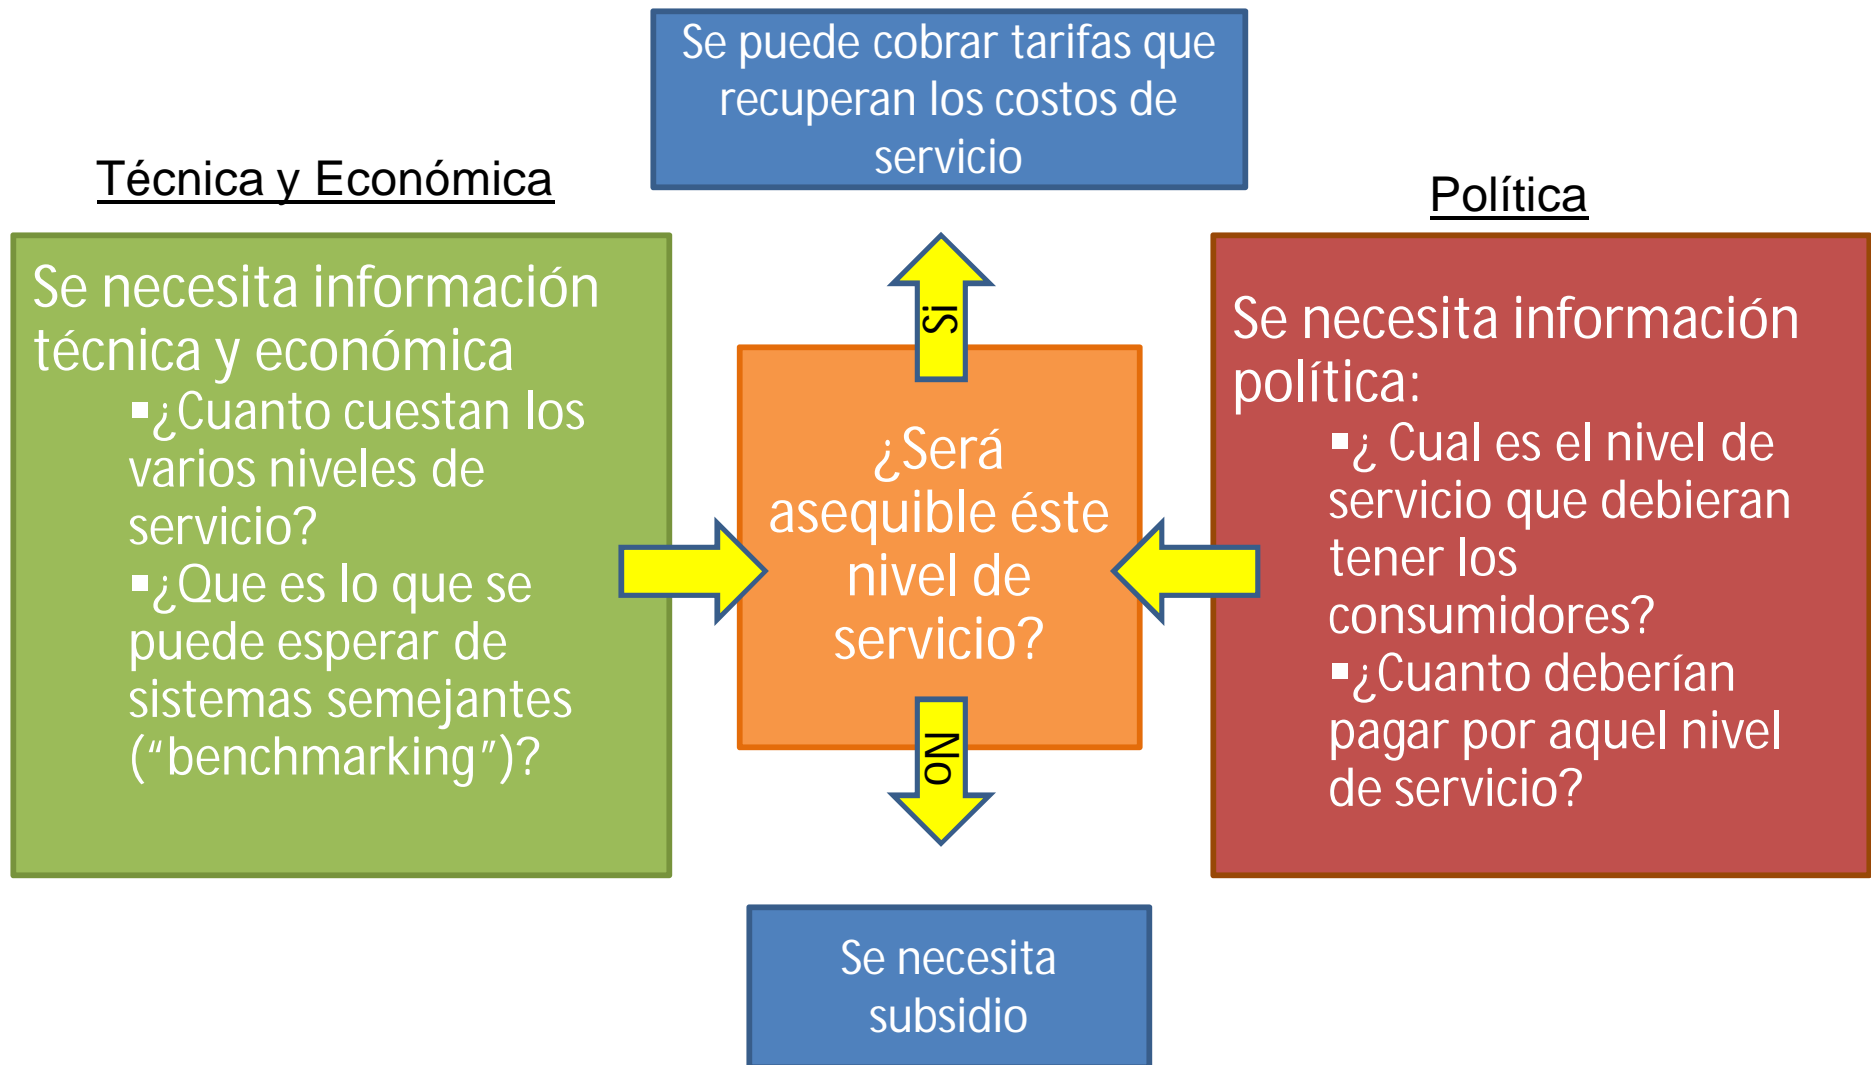 Se puede cobrar tarifas que
recuperan los costos de
servicio
Técnica y Económica
Política
Se necesita información
técnica y económica
▪¿Cuanto cuestan los
varios niveles de
servicio?
▪¿Que es lo que se
puede esperar de
sistemas semejantes
(“benchmarking”)?
Si
¿Será
asequible éste
nivel de
servicio?
No
Se necesita información
política:
▪¿ Cual es el nivel de
servicio que debieran
tener los
consumidores?
▪¿Cuanto deberían
pagar por aquel nivel
de servicio?
Se necesita
subsidio